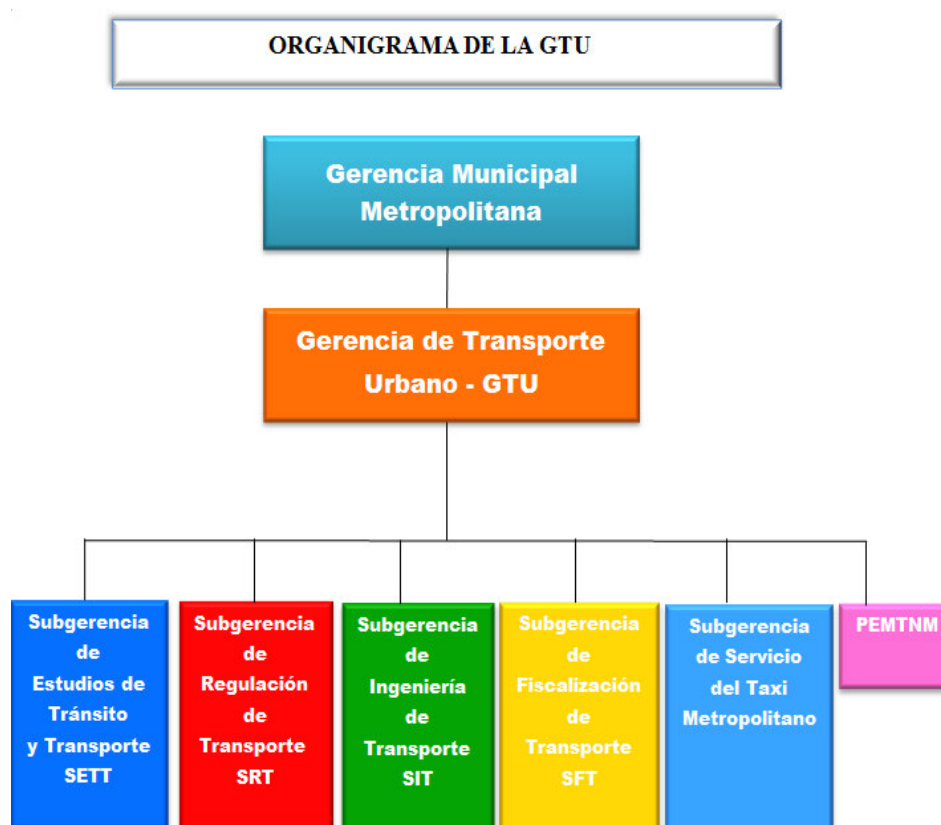 ORGANIGRAMA DE LA GTU
Gerencia Municipal
Metropolitana
Gerencia de Transporte
Urbano - GTU
Subgerencia
de
Estudios de
Tránsito
y Transporte
SETT
Subgerencia
de
Regulación
de
Transporte
SRT
Subgerencia
de
Ingeniería
de
Transporte
SIT
Subgerencia
de
Fiscalización
de
Transporte
SFT
Subgerencia
de Servicio
del Taxi
Metropolitano
PEMTNM